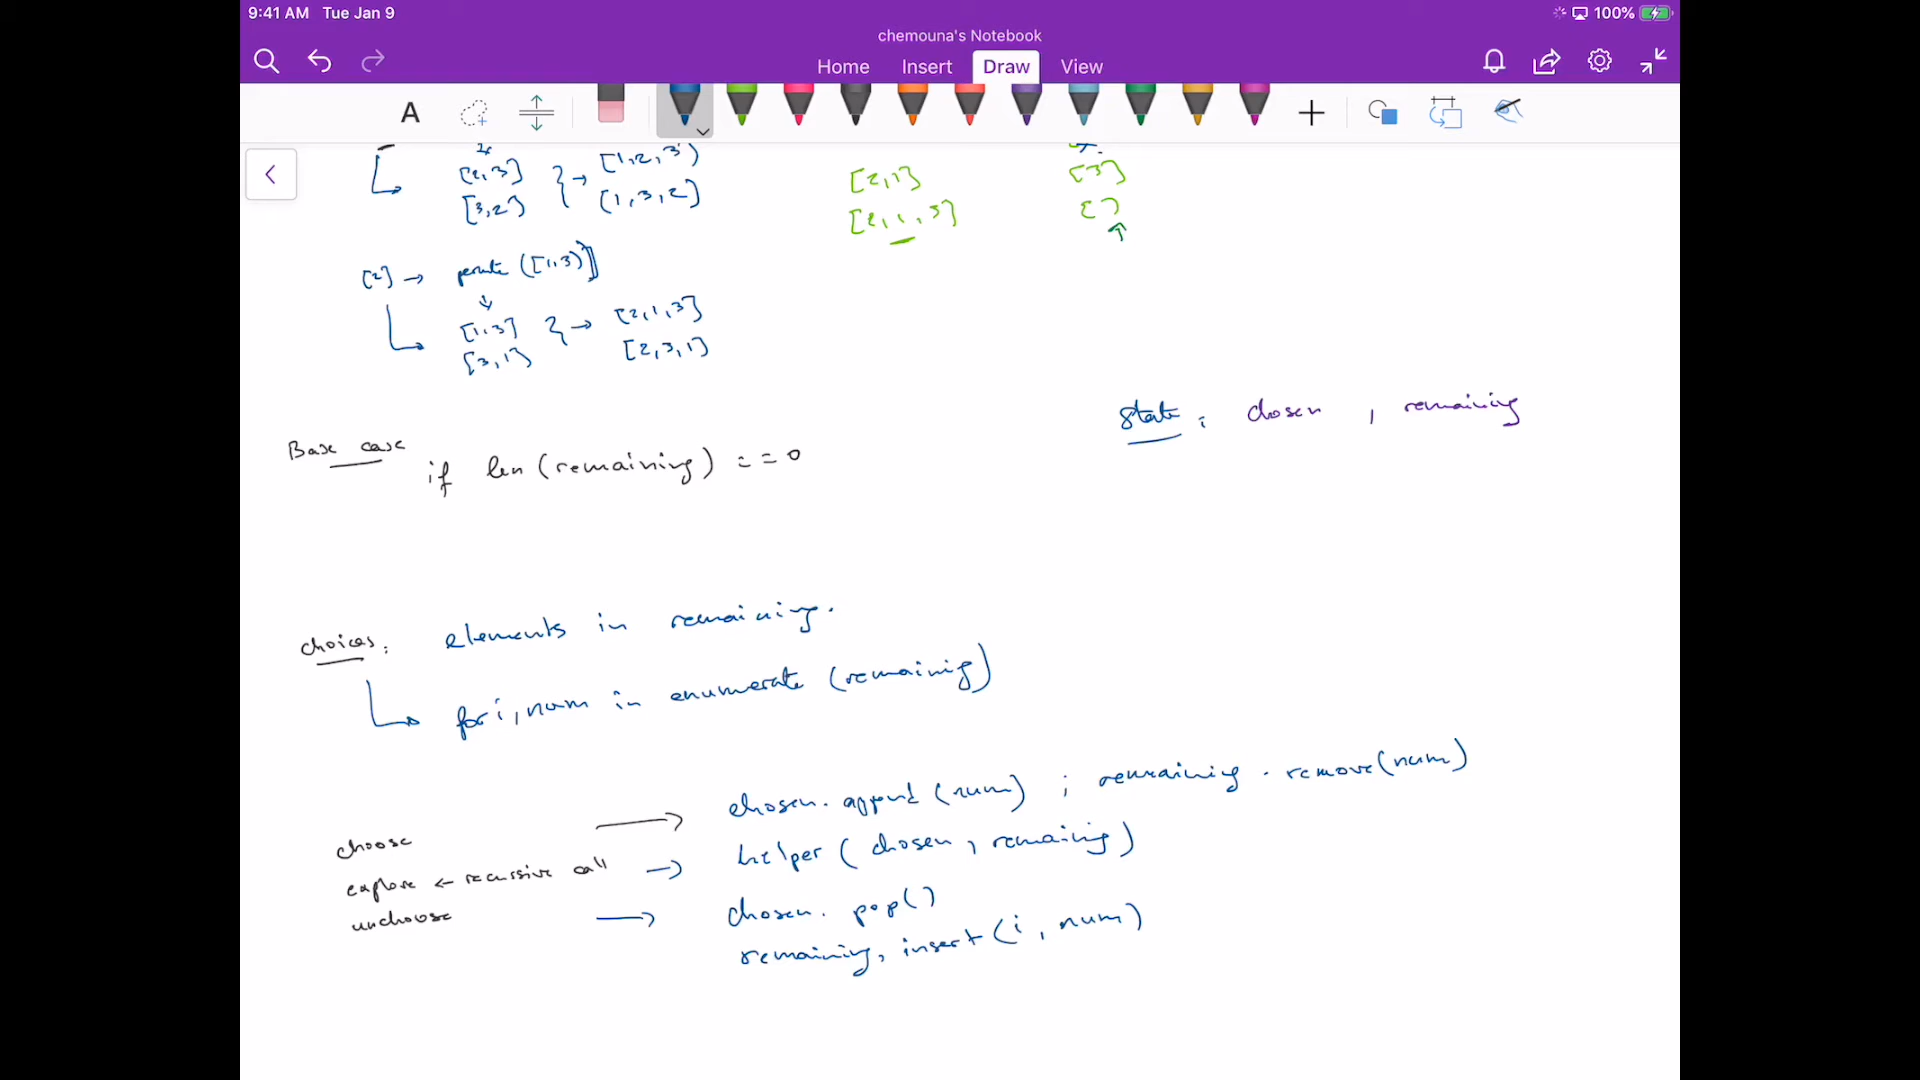 9:41 AM Tue Jan 9
100%
chemouna's Notebook
Home Insert Draw View
A
[2,3] } → [1,2,3]
[3,2] [1,3,2]
[2,1]
[2,1,3]
[3]
[ ]
[2] → permute ([1,3])]
[1,3] } → [2,1,3]
[3,1] [2,3,1]
state : chosen , remaining
Base case
if len (remaining) == 0
choices : elements in remaining.
for i, num in enumerate (remaining)
choose → chosen. append (num) ; remaining . remove (num)
explore ← recursive call → helper ( chosen , remaining )
unchoose → chosen. pop()
remaining, insert (i, num)